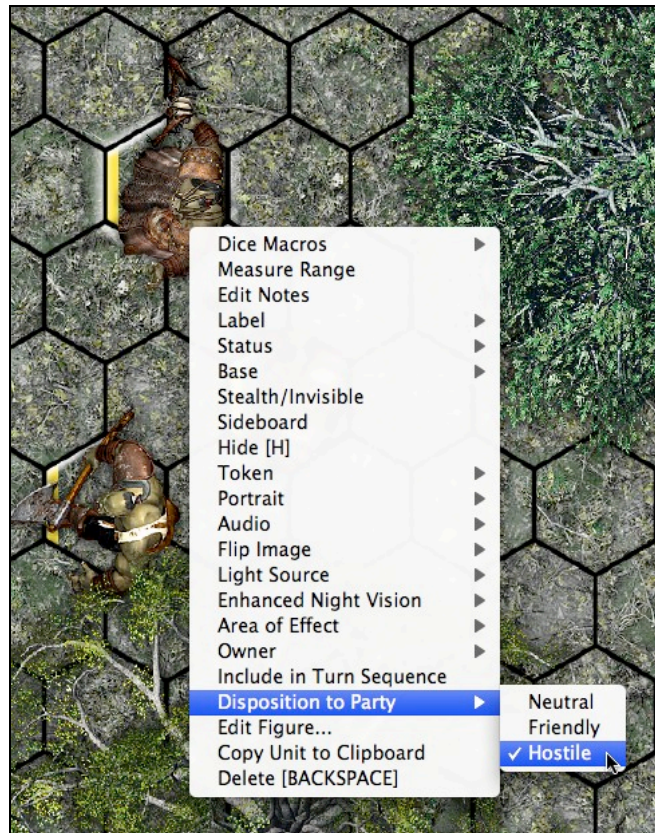 Dice Macros
Measure Range
Edit Notes
Label
Status
Base
Stealth/Invisible
Sideboard
Hide [H]
Token
Portrait
Audio
Flip Image
Light Source
Enhanced Night Vision
Area of Effect
Owner
Include in Turn Sequence
Disposition to Party
Edit Figure...
Copy Unit to Clipboard
Delete [BACKSPACE]
Neutral
Friendly
✓ Hostile